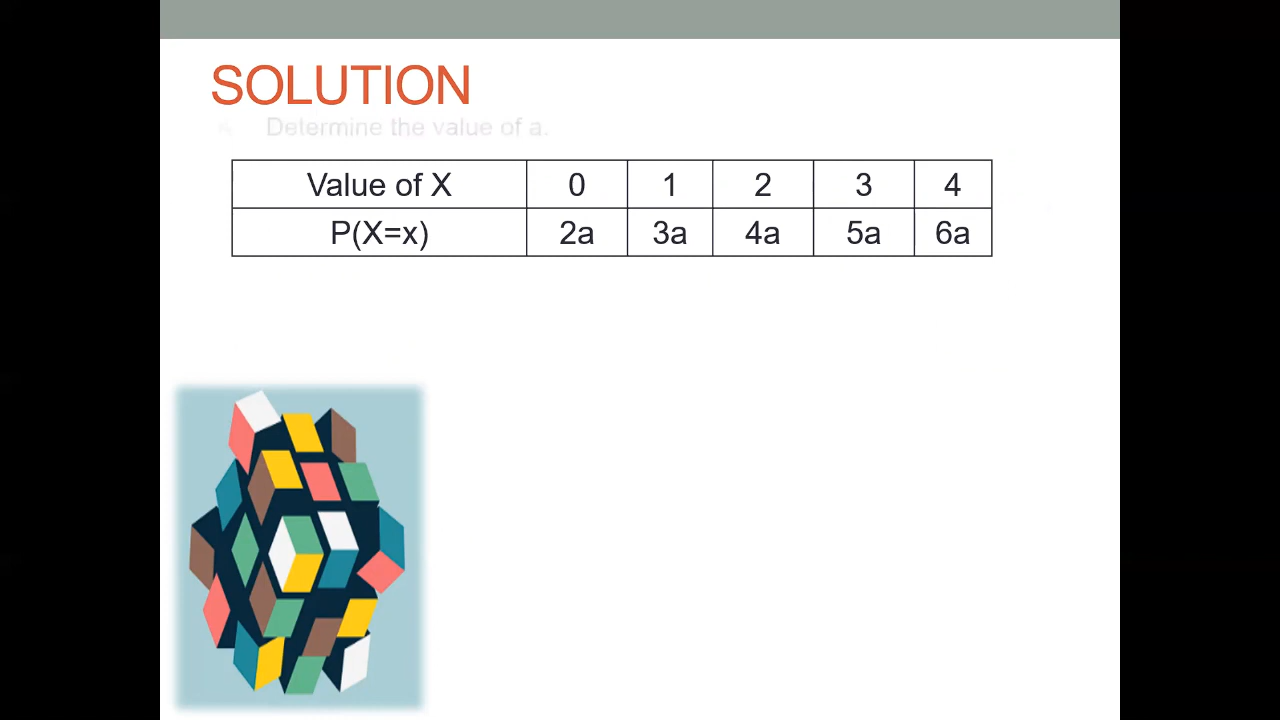 SOLUTION
Determine the value of a.
Value of X 0 1 2 3 4
P(X=x) 2a 3a 4a 5a 6a